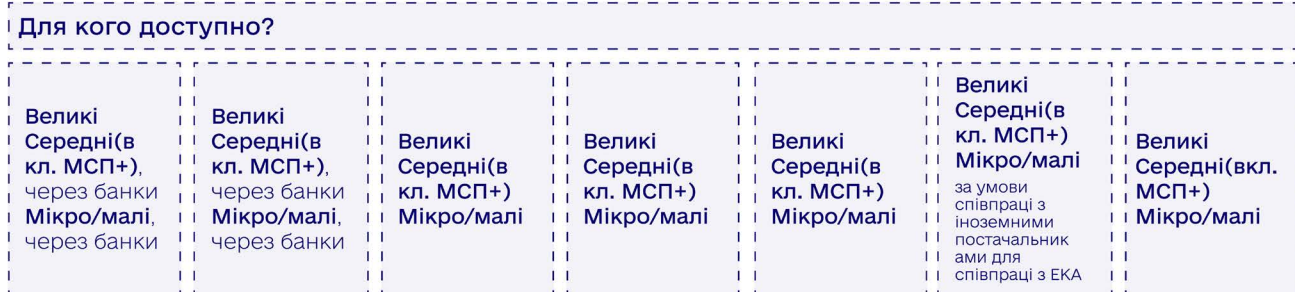 Для кого доступно?
Великі
Середні(в
кл. МСП+),
через банки
Мікро/малі,
через банки
Великі
Середні(в
кл. МСП+),
через банки
Мікро/малі,
через банки
Великі
Середні(в
кл. МСП+)
Мікро/малі
Великі
Середні(в
кл. МСП+)
Мікро/малі
Великі
Середні(в
кл. МСП+)
Мікро/малі
Великі
Середні(в
кл. МСП+)
Мікро/малі
за умови
співпраці з
іноземними
постачальник
ами для
співпраці з ЕКА
Великі
Середні(вкл.
МСП+)
Мікро/малі